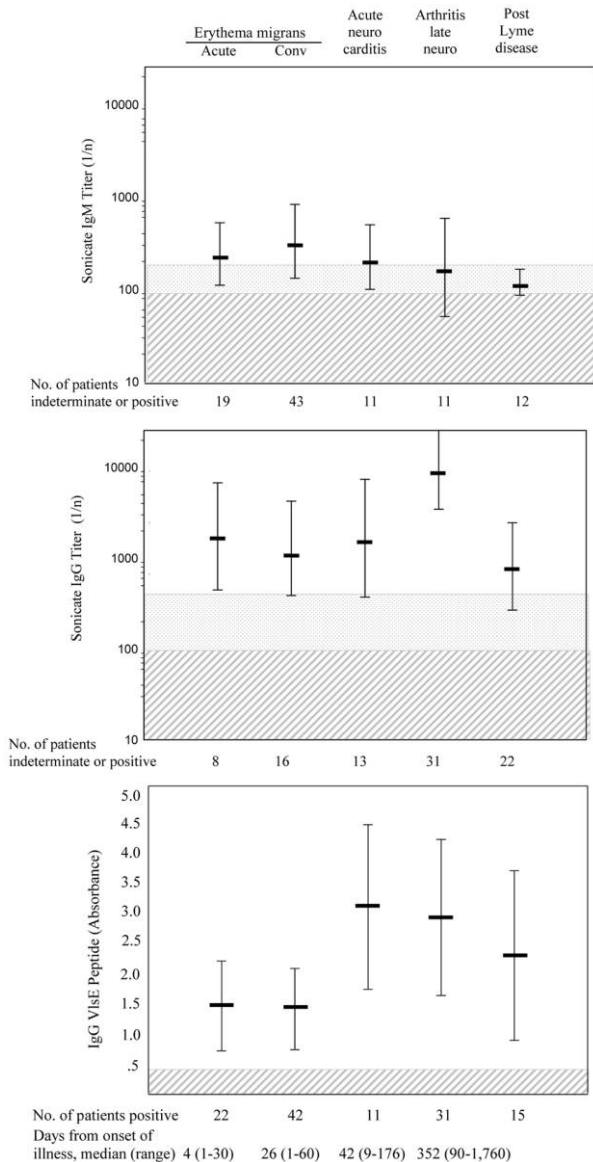 Erythema migrans
Acute Conv
Acute neuro carditis
Arthritis late neuro
Post Lyme disease
Sonicate IgM Titer (1/n)
10000
1000
100
10
No. of patients
indeterminate or positive 19 43 11 11 12
Sonicate IgG Titer (1/n)
10000
1000
100
10
No. of patients
indeterminate or positive 8 16 13 31 22
IgG VlsE Peptide (Absorbance)
5.0
4.5
4.0
3.5
3.0
2.5
2.0
1.5
1.0
.5
No. of patients positive 22 42 11 31 15
Days from onset of
illness, median (range) 4 (1-30) 26 (1-60) 42 (9-176) 352 (90-1,760)